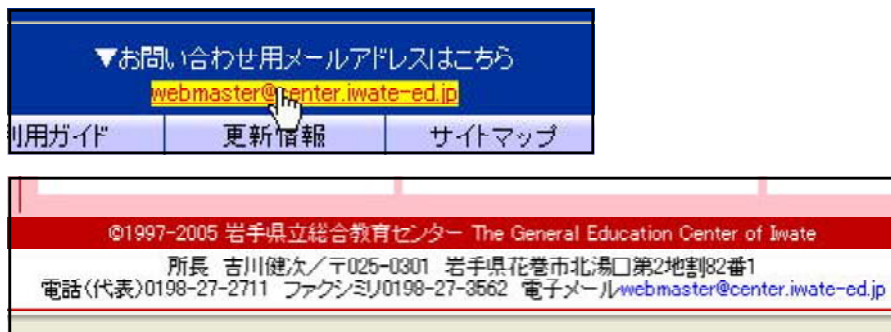 ▼お問い合わせ用メールアドレスはこちら
webmaster@center.iwate-ed.jp
利用ガイド 更新情報 サイトマップ
©1997-2005 岩手県立総合教育センター The General Education Center of Iwate
所長 吉川健次／〒025-0301 岩手県花巻市北湯口第2地割82番1
電話(代表)0198-27-2711 ファクシミリ0198-27-3562 電子メールwebmaster@center.iwate-ed.jp